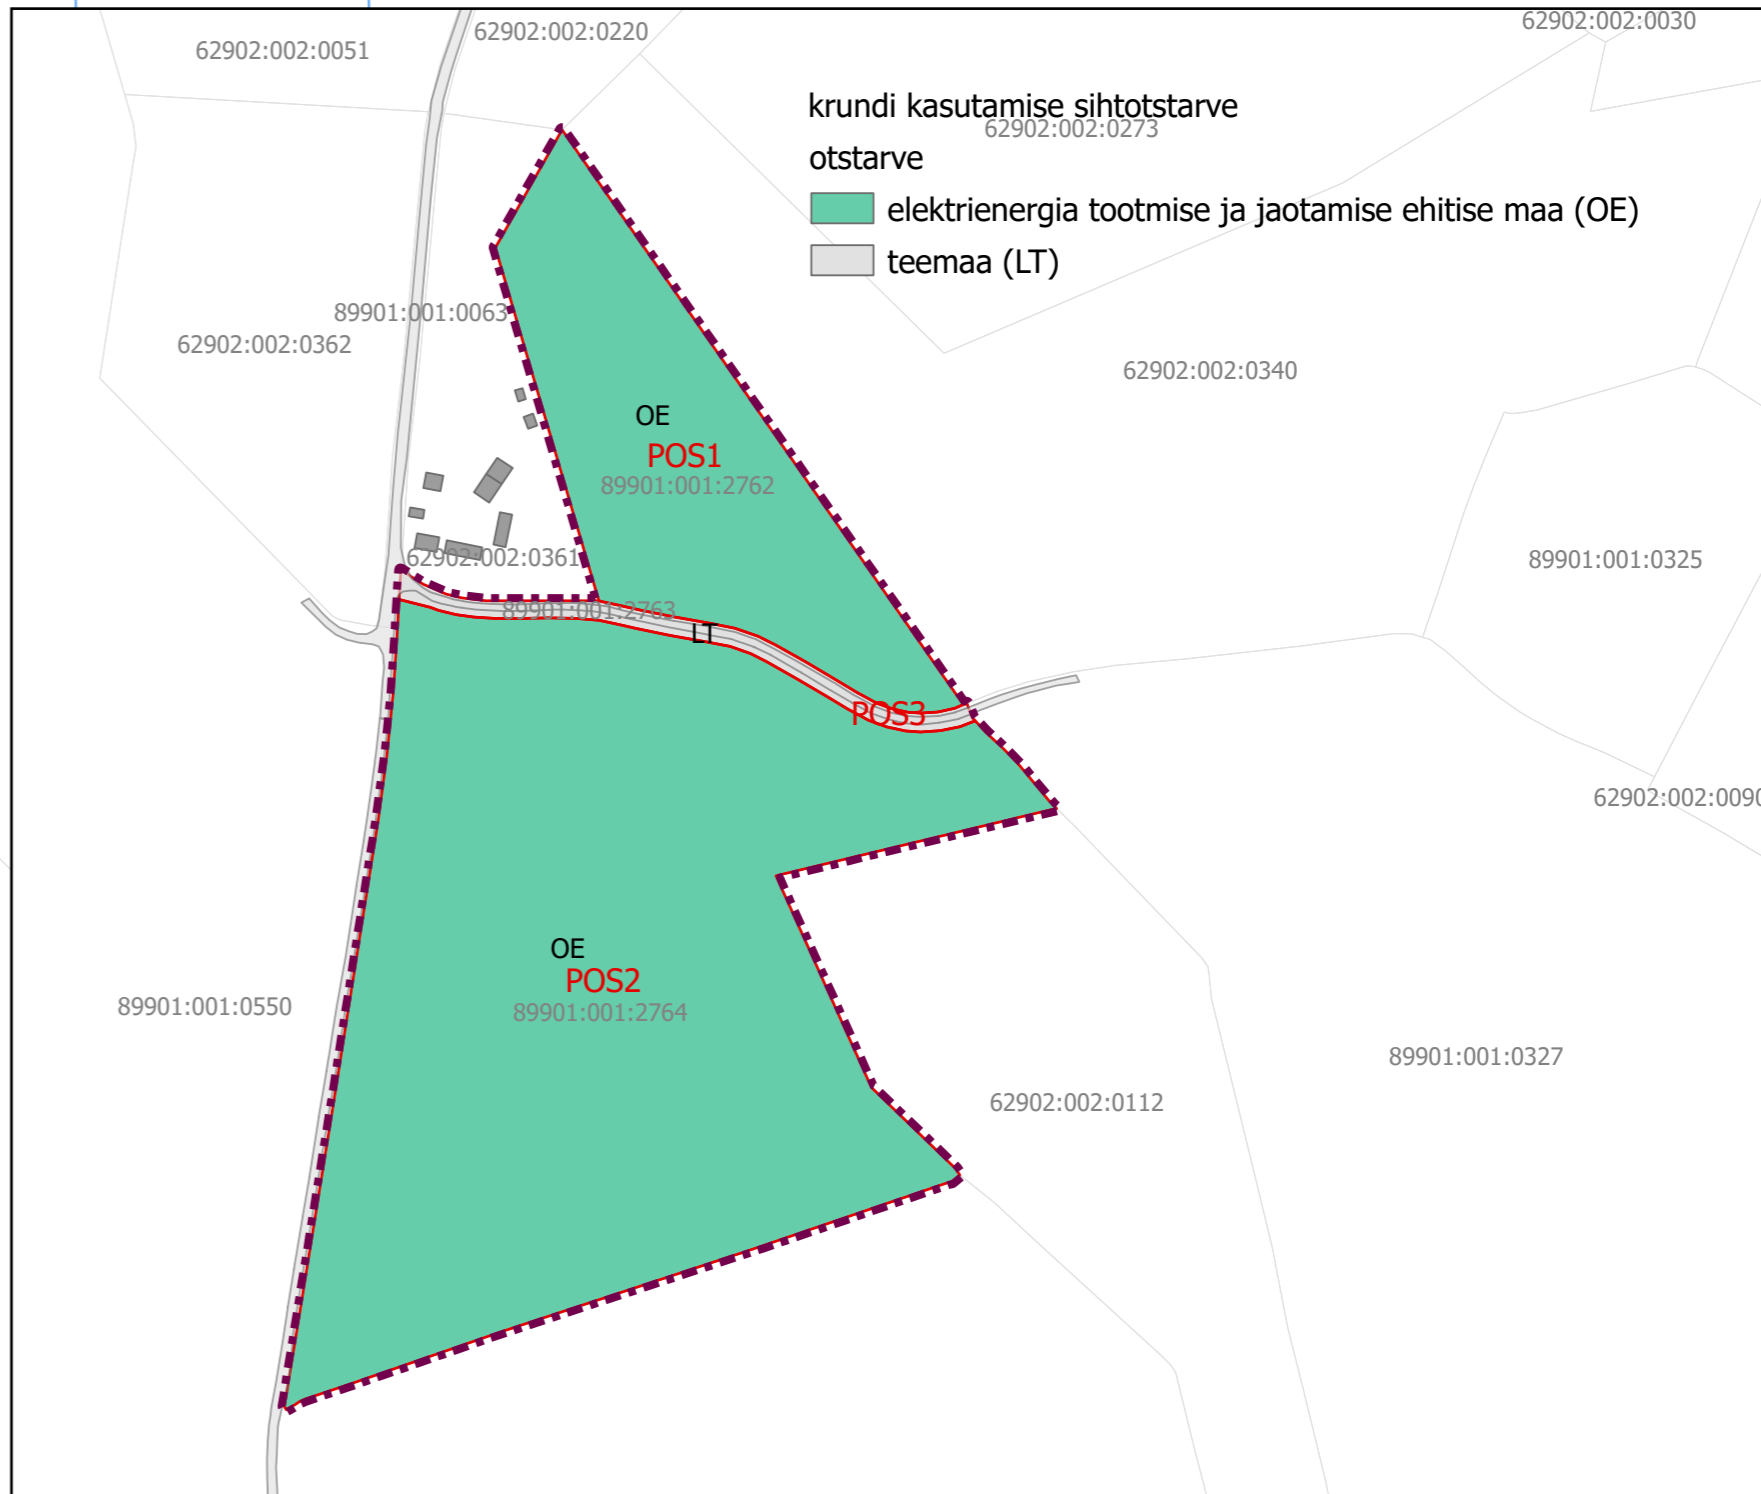 62902:002:0030
62902:002:0220
62902:002:0051
krundi kasutamise sihtotstarve
62902:002:0273
otstarve
elektrienergia tootmise ja jaotamise ehitise maa (OE)
teemaa (LT)
89901:001:0063
62902:002:0362
62902:002:0340
OE
POS1
89901:001:2762
62902:002:0361
89901:001:0325
89901:001:2763
LT
POS3
62902:002:0090
OE
POS2
89901:001:2764
89901:001:0550
89901:001:0327
62902:002:0112